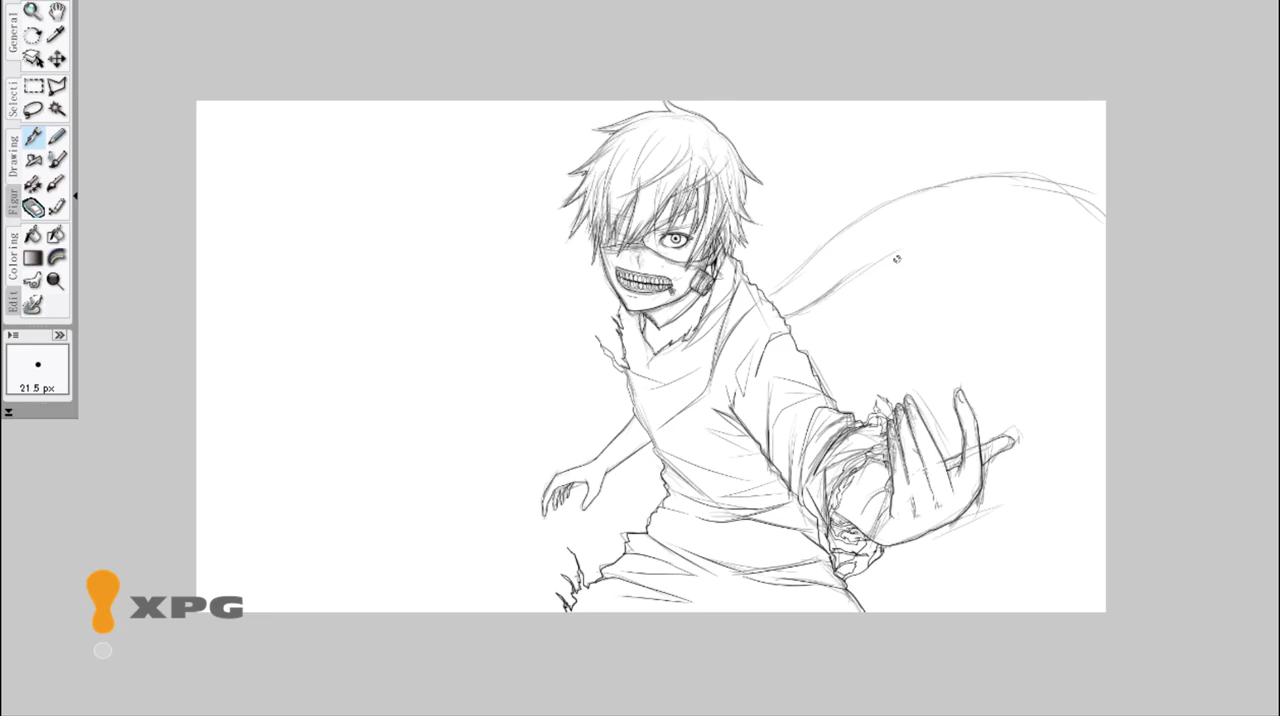 General
Selecti
Drawing
Figur
Coloring
Edit
21.5 px
XPG